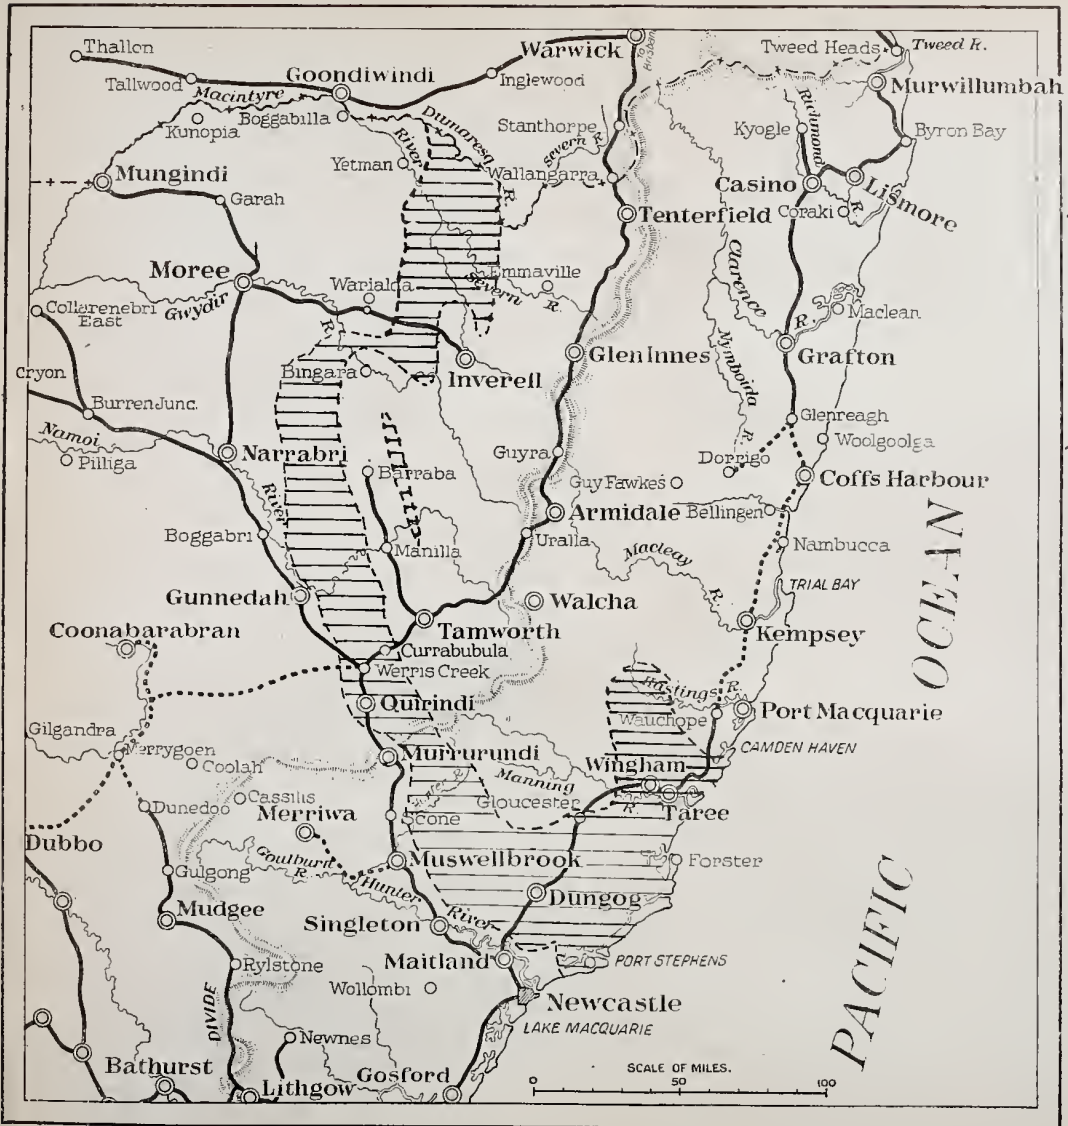 Thallon
Warwick
To Brisbane
Tweed Heads
Tweed R.
Tallwood
Goondiwindi
Inglewood
Murwillumbah
Macintyre
Kunopia
Boggabilla
Dumaresq
Stanthorpe
Severn R.
Kyogle
Richmond
Byron Bay
River
Yetman
R.
Wallangarra
Mungindi
Garah
Casino
Lismore
Tenterfield
Coraki
R.
Moree
Warialda
Emmaville
Severn
R.
Clarence
Collarenebri
East
Gwydir
R.
R.
Maclean
Bingara
Inverell
Glen Innes
Grafton
Cryon
Nymboida
R.
Burren Junc.
Glenreagh
Namoi
Pilliga
Narrabri
Barraba
Guyra
Woolgoolga
Dorrigo
Guy Fawkes
Coffs Harbour
River
Armidale
Bellingen
Boggabri
Manilla
Uralla
Macleay
R.
Nambucca
TRIAL BAY
Gunnedah
Walcha
Coonabarabran
Tamworth
Kempsey
Currabubula
Werris Creek
Hastings R.
Quirindi
Wauchope
Port Macquarie
Gilgandra
Merrygoen
Coolah
Murrurundi
CAMDEN HAVEN
Wingham
Manning
R.
Dunedoo
Cassilis
Merriwa
Scone
Gloucester
Taree
Dubbo
Goulburn
R.
Muswellbrook
Forster
Gulgong
Hunter
River
Dungog
Mudgee
Singleton
Maitland
PORT STEPHENS
Rylstone
Wollombi
Newcastle
LAKE MACQUARIE
DIVIDE
Newnes
Bathurst
Lithgow
Gosford
PACIFIC OCEAN
SCALE OF MILES.
0 50 100